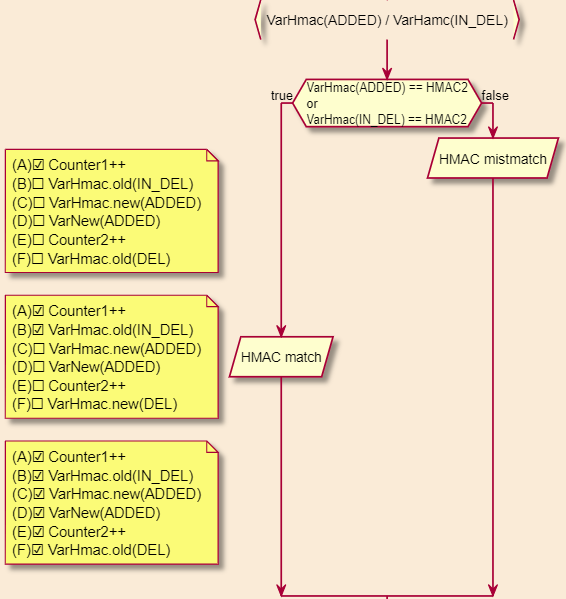 VarHmac(ADDED) / VarHamc(IN_DEL)
VarHmac(ADDED) == HMAC2
or
VarHmac(IN_DEL) == HMAC2
true
false
HMAC mistmatch
(A)☑ Counter1++
(B)☐ VarHmac.old(IN_DEL)
(C)☐ VarHmac.new(ADDED)
(D)☐ VarNew(ADDED)
(E)☐ Counter2++
(F)☐ VarHmac.old(DEL)
(A)☑ Counter1++
(B)☑ VarHmac.old(IN_DEL)
(C)☐ VarHmac.new(ADDED)
(D)☐ VarNew(ADDED)
(E)☐ Counter2++
(F)☐ VarHmac.new(DEL)
HMAC match
(A)☑ Counter1++
(B)☑ VarHmac.old(IN_DEL)
(C)☑ VarHmac.new(ADDED)
(D)☑ VarNew(ADDED)
(E)☑ Counter2++
(F)☑ VarHmac.old(DEL)